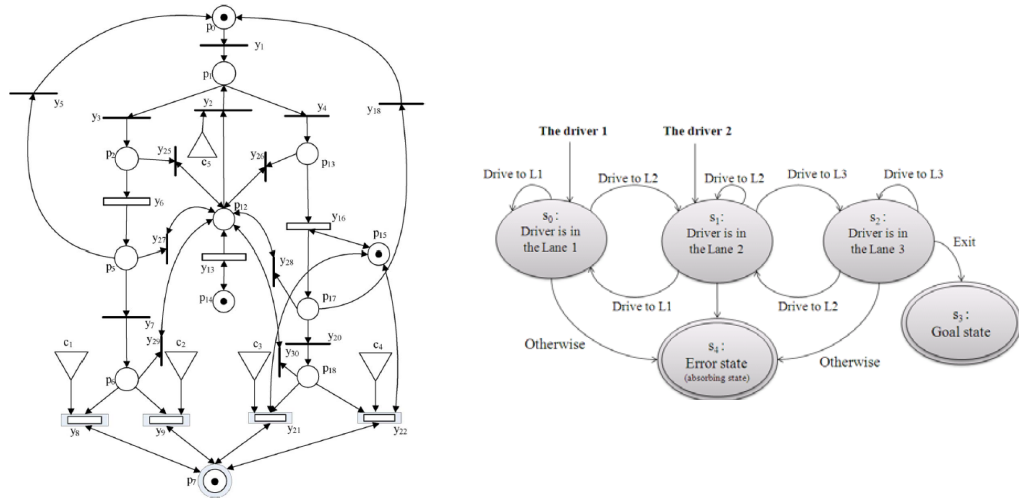 p₀
y₁
p₁
y₅
y₂
y₄
y₁₈
y₃
c₅
p₂
y₂₅
y₂₆
p₁₃
y₆
p₁₂
y₁₆
p₁₅
p₅
y₂₇
y₁₃
y₂₈
p₁₄
p₁₇
y₇
y₂₉
y₂₀
c₁
c₂
c₃
y₃₀
c₄
p₆
p₁₈
y₈
y₉
y₂₁
y₂₂
p₇
The driver 1
The driver 2
Drive to L1
Drive to L2
Drive to L2
Drive to L3
Drive to L3
s₀ :
Driver is in
the Lane 1
s₁ :
Driver is in
the Lane 2
s₂ :
Driver is in
the Lane 3
Exit
Drive to L1
Drive to L2
s₃ :
Goal state
Otherwise
s₄ :
Error state
(absorbing state)
Otherwise